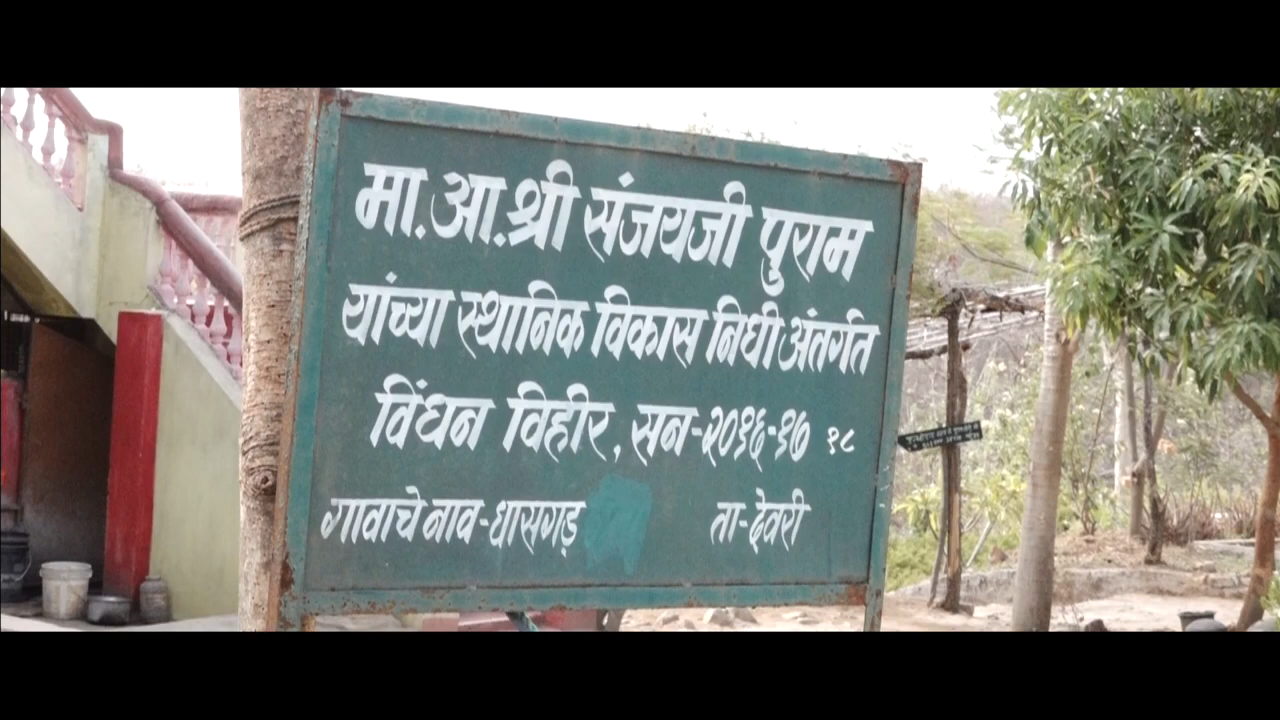 मा.आ.श्री संजयजी पुराम
यांच्या स्थानिक विकास निधी अंतर्गत
विंधन विहीर, सन-२०१६-१७ १८
गावाचे नाव-धासगड़ ता-देवरी